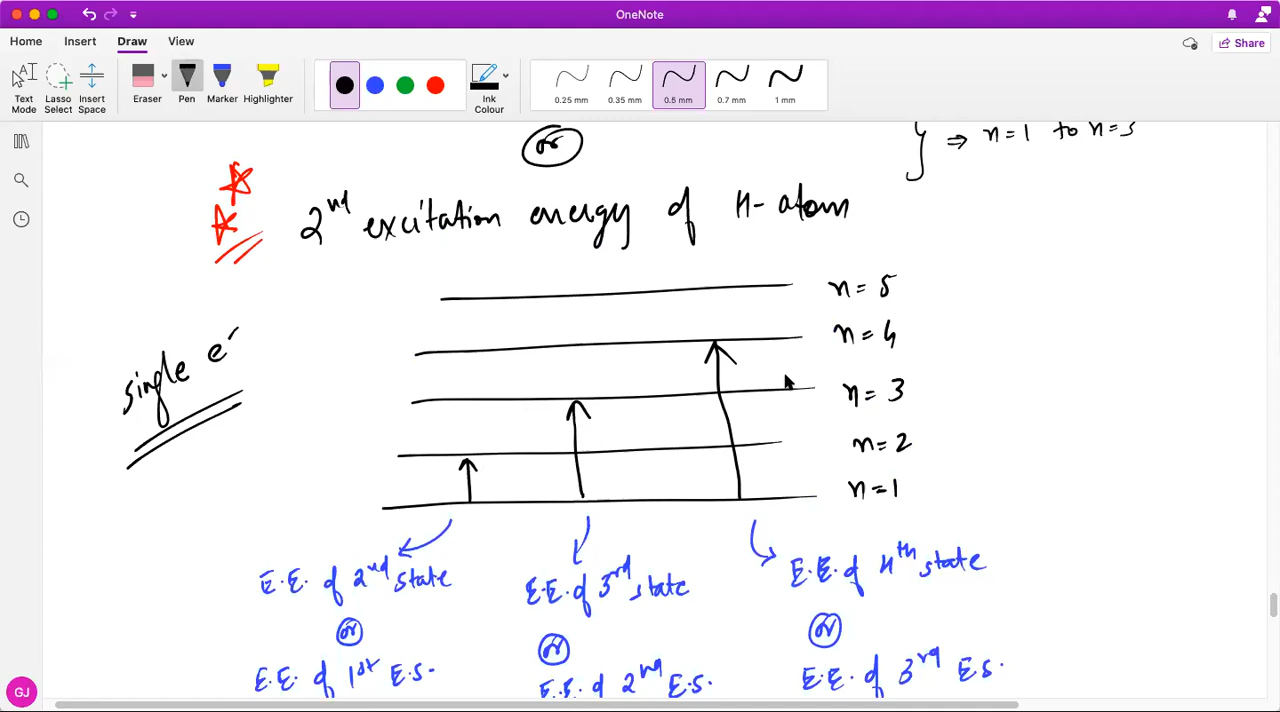 OneNote
Home Insert Draw View Share
Text Mode Lasso Select Insert Space Eraser Pen Marker Highlighter Ink Colour 0.25 mm 0.35 mm 0.5 mm 0.7 mm 1 mm
or
⇒ n=1 to n=3
2nd excitation energy of H-atom
n = 5
n = 4
single e-
n = 3
n = 2
n = 1
E.E. of 2nd state E.E. of 3rd state E.E. of 4th state
or or or
E.E. of 1st E.S. E.E. of 2nd E.S. E.E. of 3rd E.S.
GJ